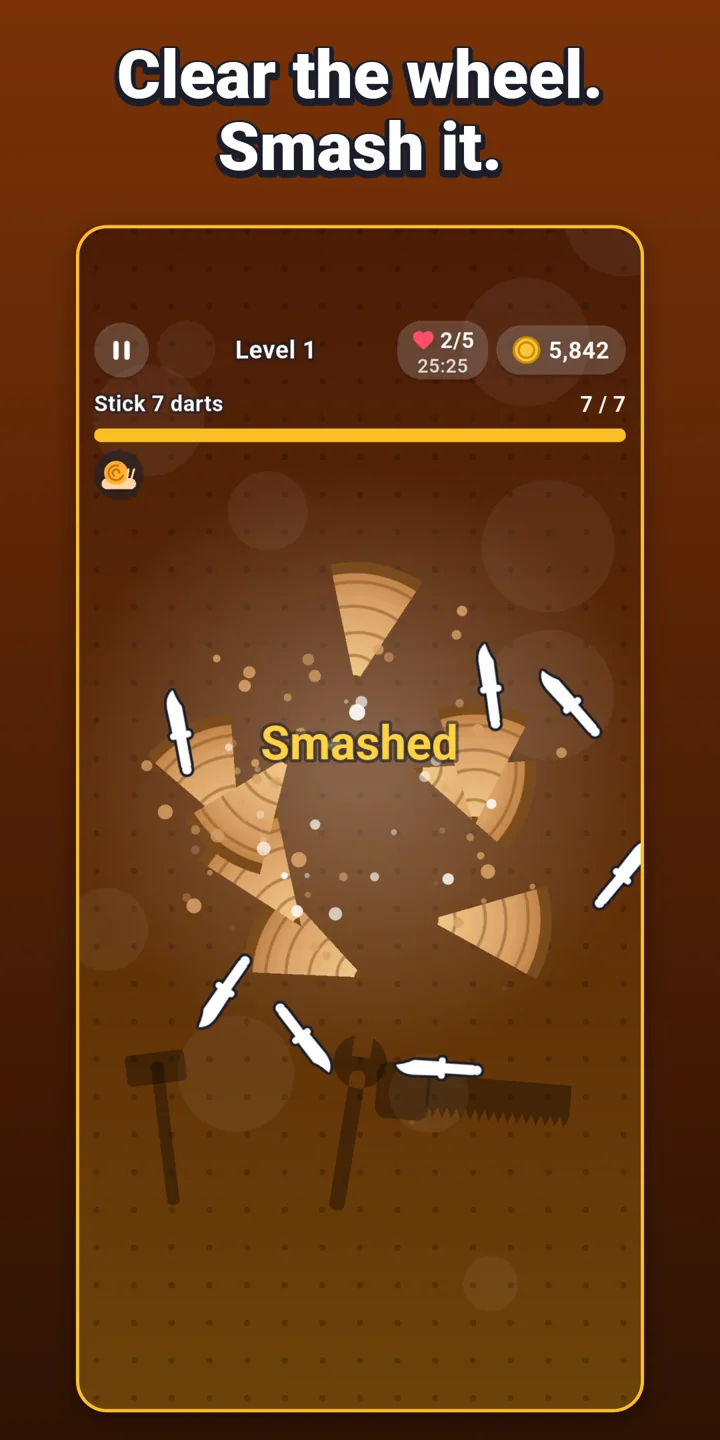 Clear the wheel.
Smash it.
Level 1
2/5
25:25
5,842
Stick 7 darts
7 / 7
Smashed